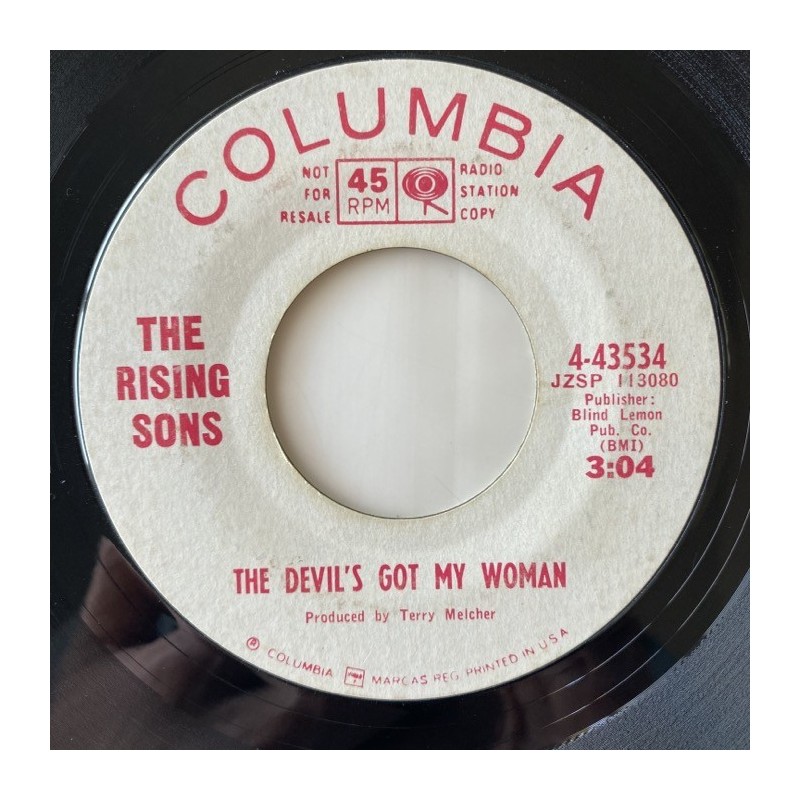 COLUMBIA
NOT
FOR
RESALE
45
RPM
RADIO
STATION
COPY
THE
RISING
SONS
4-43534
JZSP 113080
Publisher:
Blind Lemon
Pub. Co.
(BMI)
3:04
THE DEVIL'S GOT MY WOMAN
Produced by Terry Melcher
® COLUMBIA MARCAS REG. PRINTED IN U.S.A.